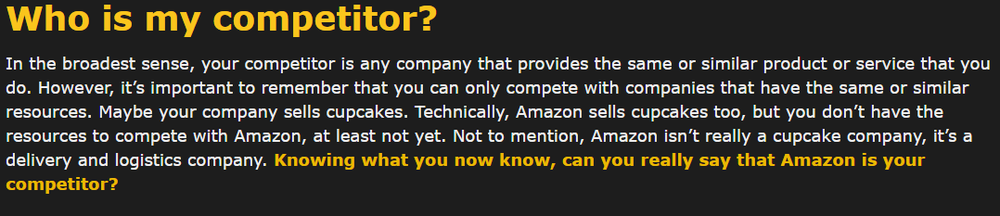 Who is my competitor?
In the broadest sense, your competitor is any company that provides the same or similar product or service that you
do. However, it’s important to remember that you can only compete with companies that have the same or similar
resources. Maybe your company sells cupcakes. Technically, Amazon sells cupcakes too, but you don’t have the
resources to compete with Amazon, at least not yet. Not to mention, Amazon isn’t really a cupcake company, it’s a
delivery and logistics company. Knowing what you now know, can you really say that Amazon is your
competitor?